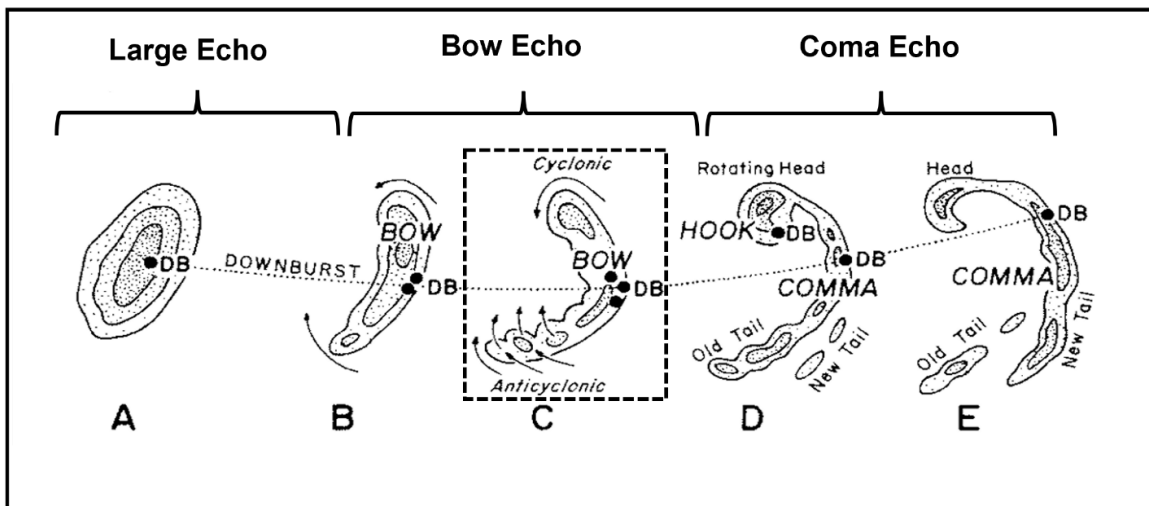 Large Echo
Bow Echo
Coma Echo
Cyclonic
Rotating Head
Head
BOW
HOOK
DB
DB
DOWNBURST
BOW
DB
DB
DB
DB
COMMA
COMMA
Old Tail
New Tail
Old Tail
New Tail
Anticyclonic
A
B
C
D
E